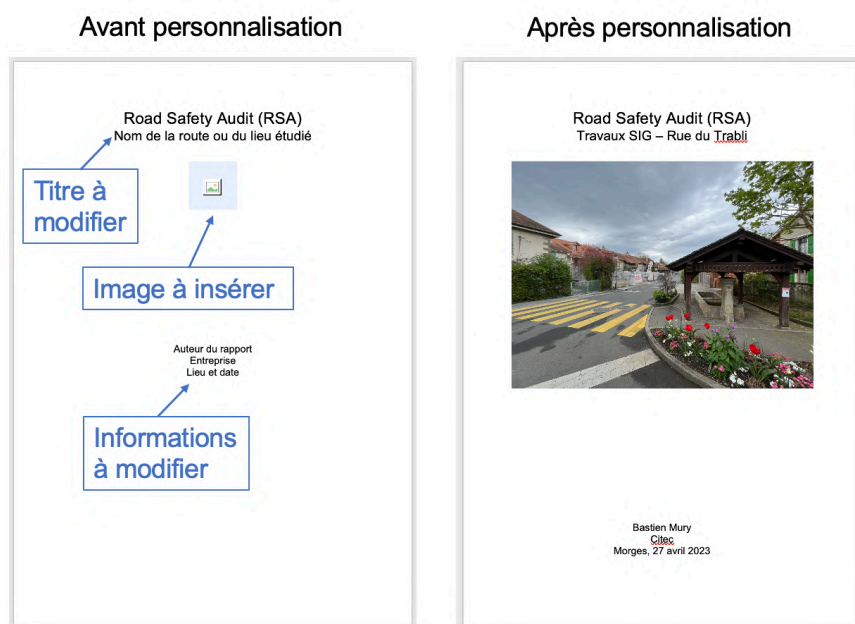 Avant personnalisation
Road Safety Audit (RSA)
Nom de la route ou du lieu étudié
Titre à
modifier
Image à insérer
Auteur du rapport
Entreprise
Lieu et date
Informations
à modifier
Après personnalisation
Road Safety Audit (RSA)
Travaux SIG – Rue du Trabli
Bastien Mury
Citec
Morges, 27 avril 2023